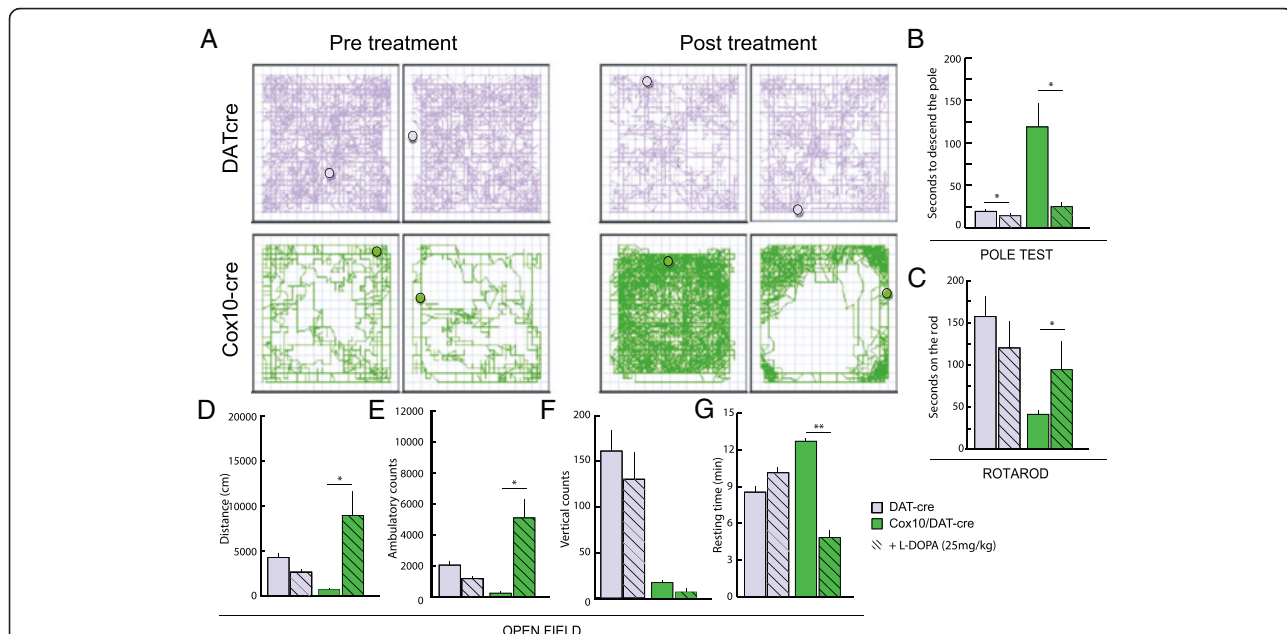 A
Pre treatment
Post treatment
DATcre
Cox10-cre
B
Seconds to descend the pole
200
150
100
50
0
*
*
POLE TEST
C
Seconds on the rod
200
150
100
50
0
*
ROTAROD
D
Distance (cm)
20000
15000
10000
5000
0
*
E
Ambulatory counts
12000
10000
8000
6000
4000
2000
0
*
F
Vertical counts
200
150
100
50
0
G
Resting time (min)
15
12
9
6
3
0
**
DAT-cre
Cox10/DAT-cre
+ L-DOPA (25mg/kg)
OPEN FIELD